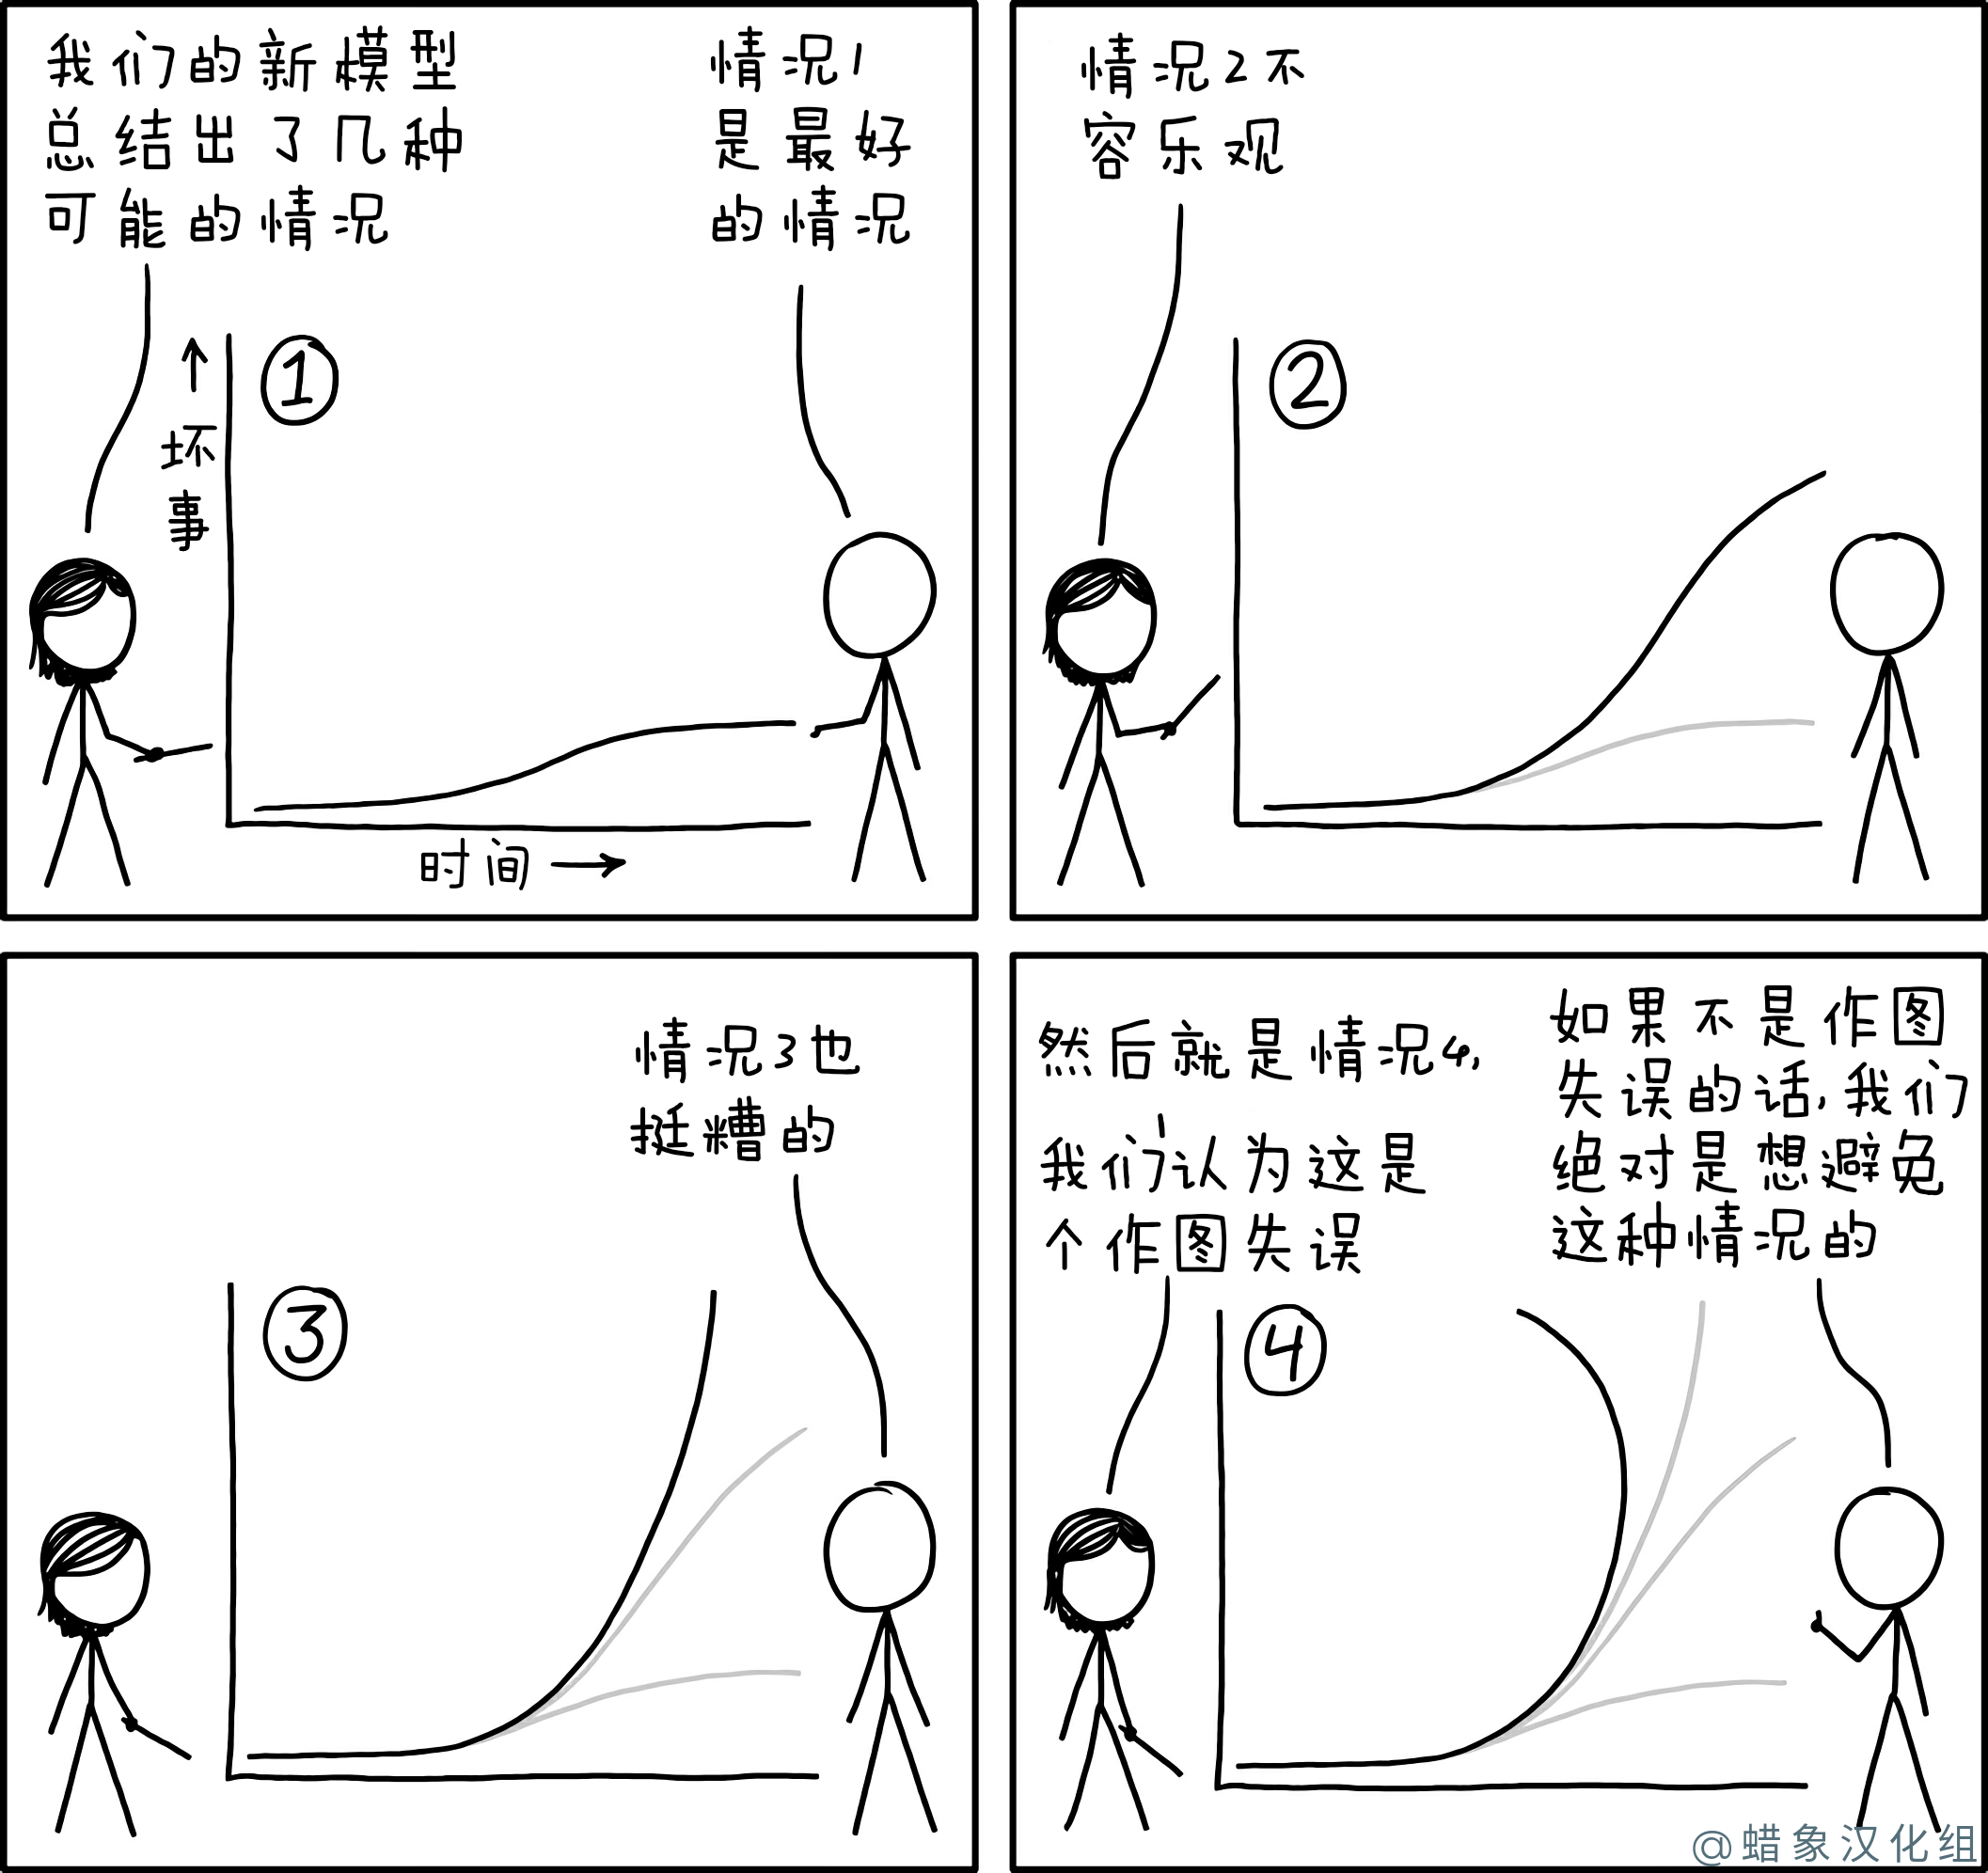 我们的新模型
总结出了几种
可能的情况
情况1
是最好
的情况
①
坏
事
时间
情况2不
容乐观
②
情况3也
挺糟的
③
然后就是情况4,
我们认为这是
个作图失误
如果不是作图
失误的话,我们
绝对是想避免
这种情况的
④
@蜡象汉化组